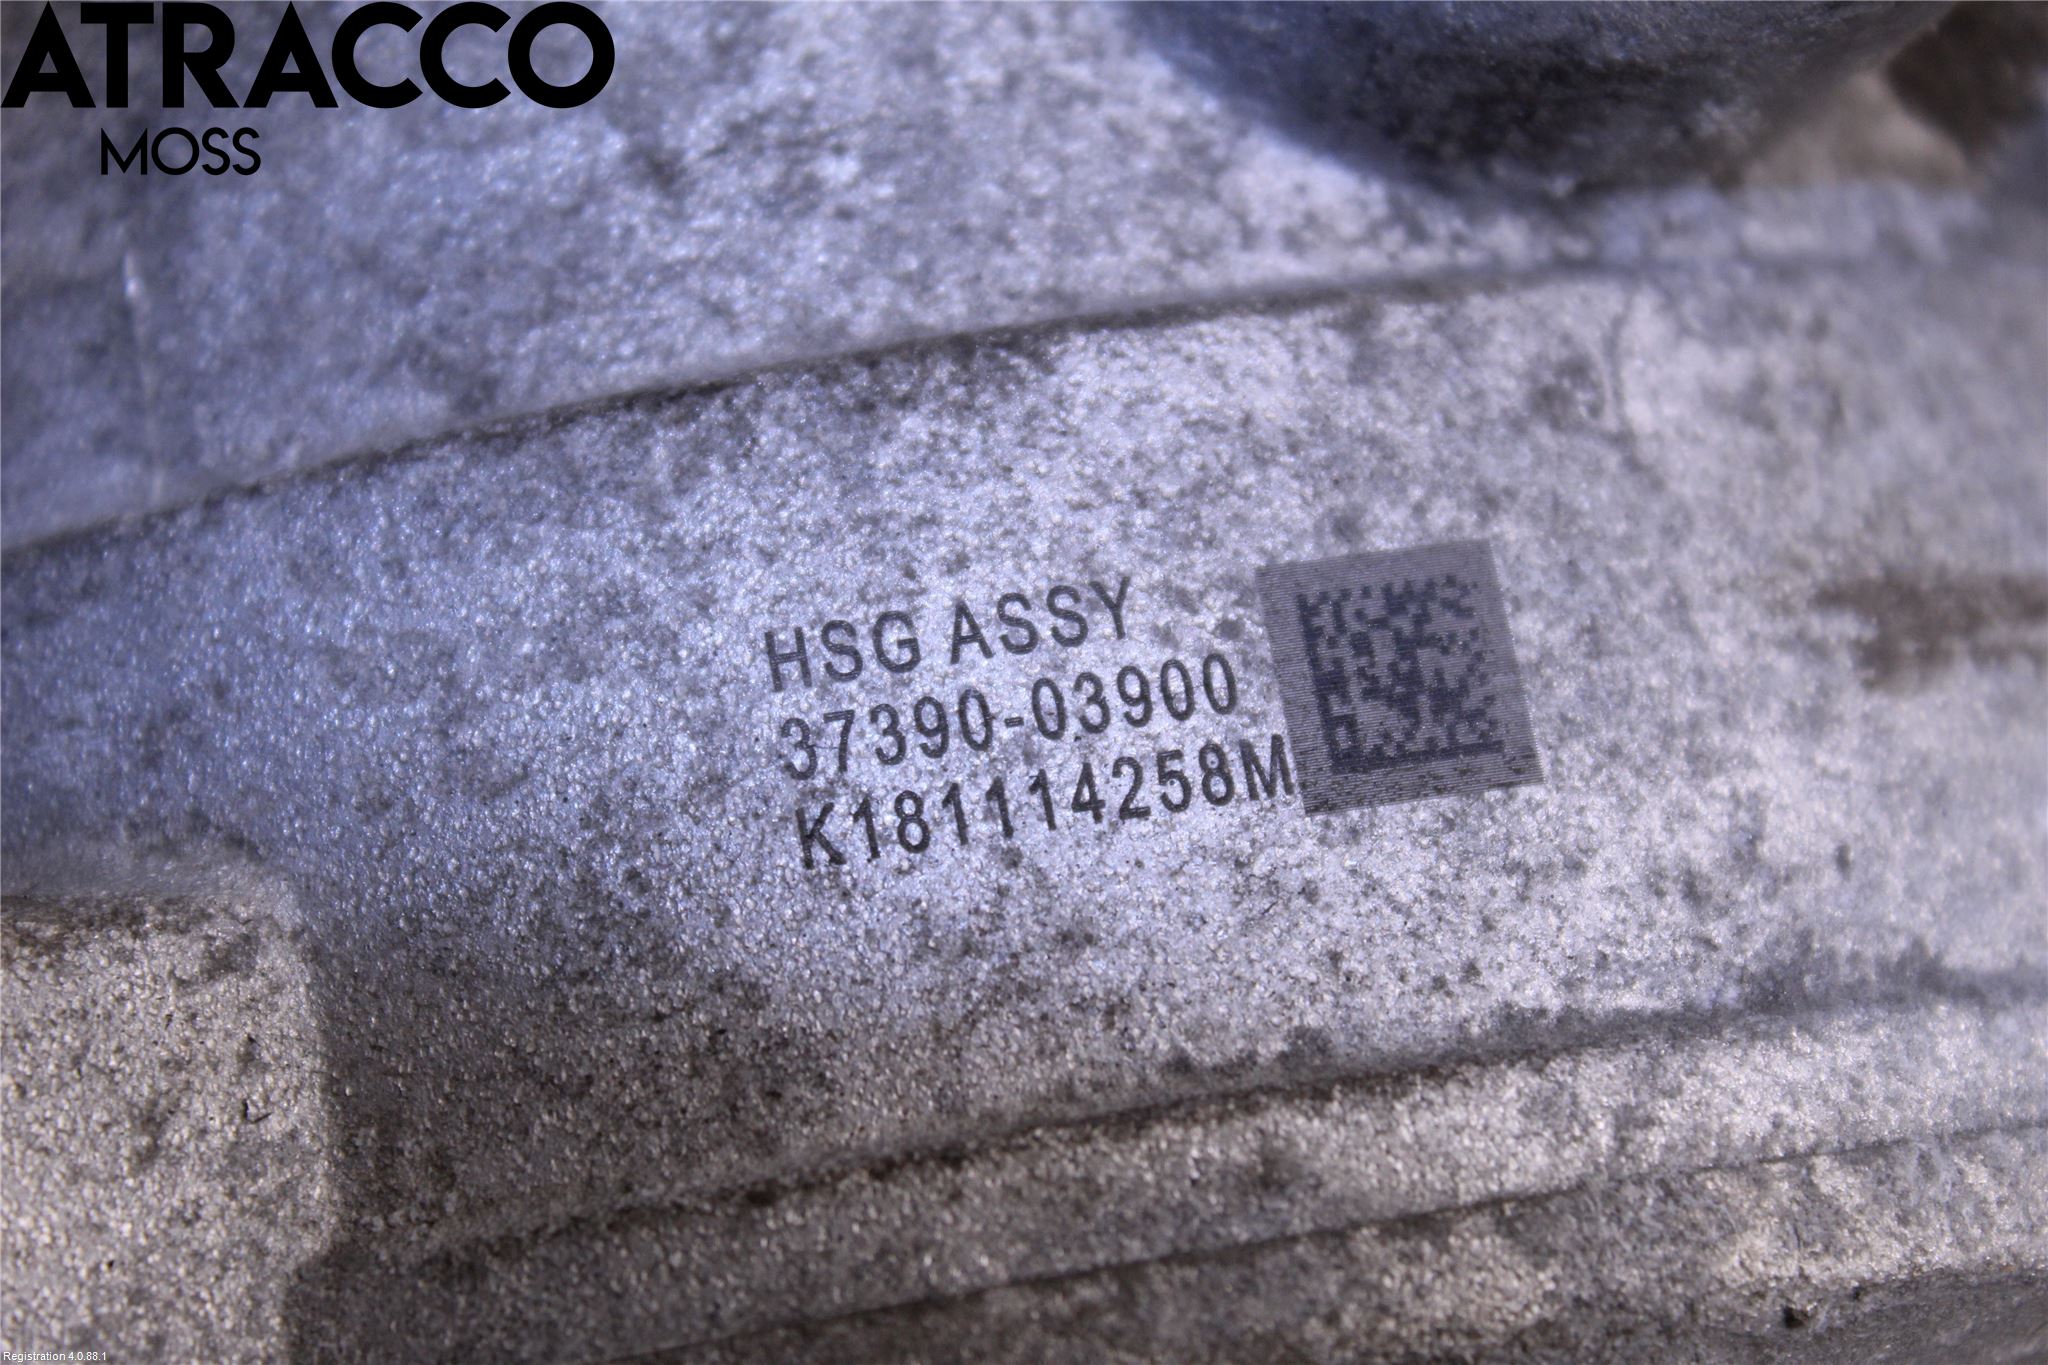 ATRACCO
MOSS
HSG ASSY
37390-03900
K181114258M
Registration 4.0.88.1